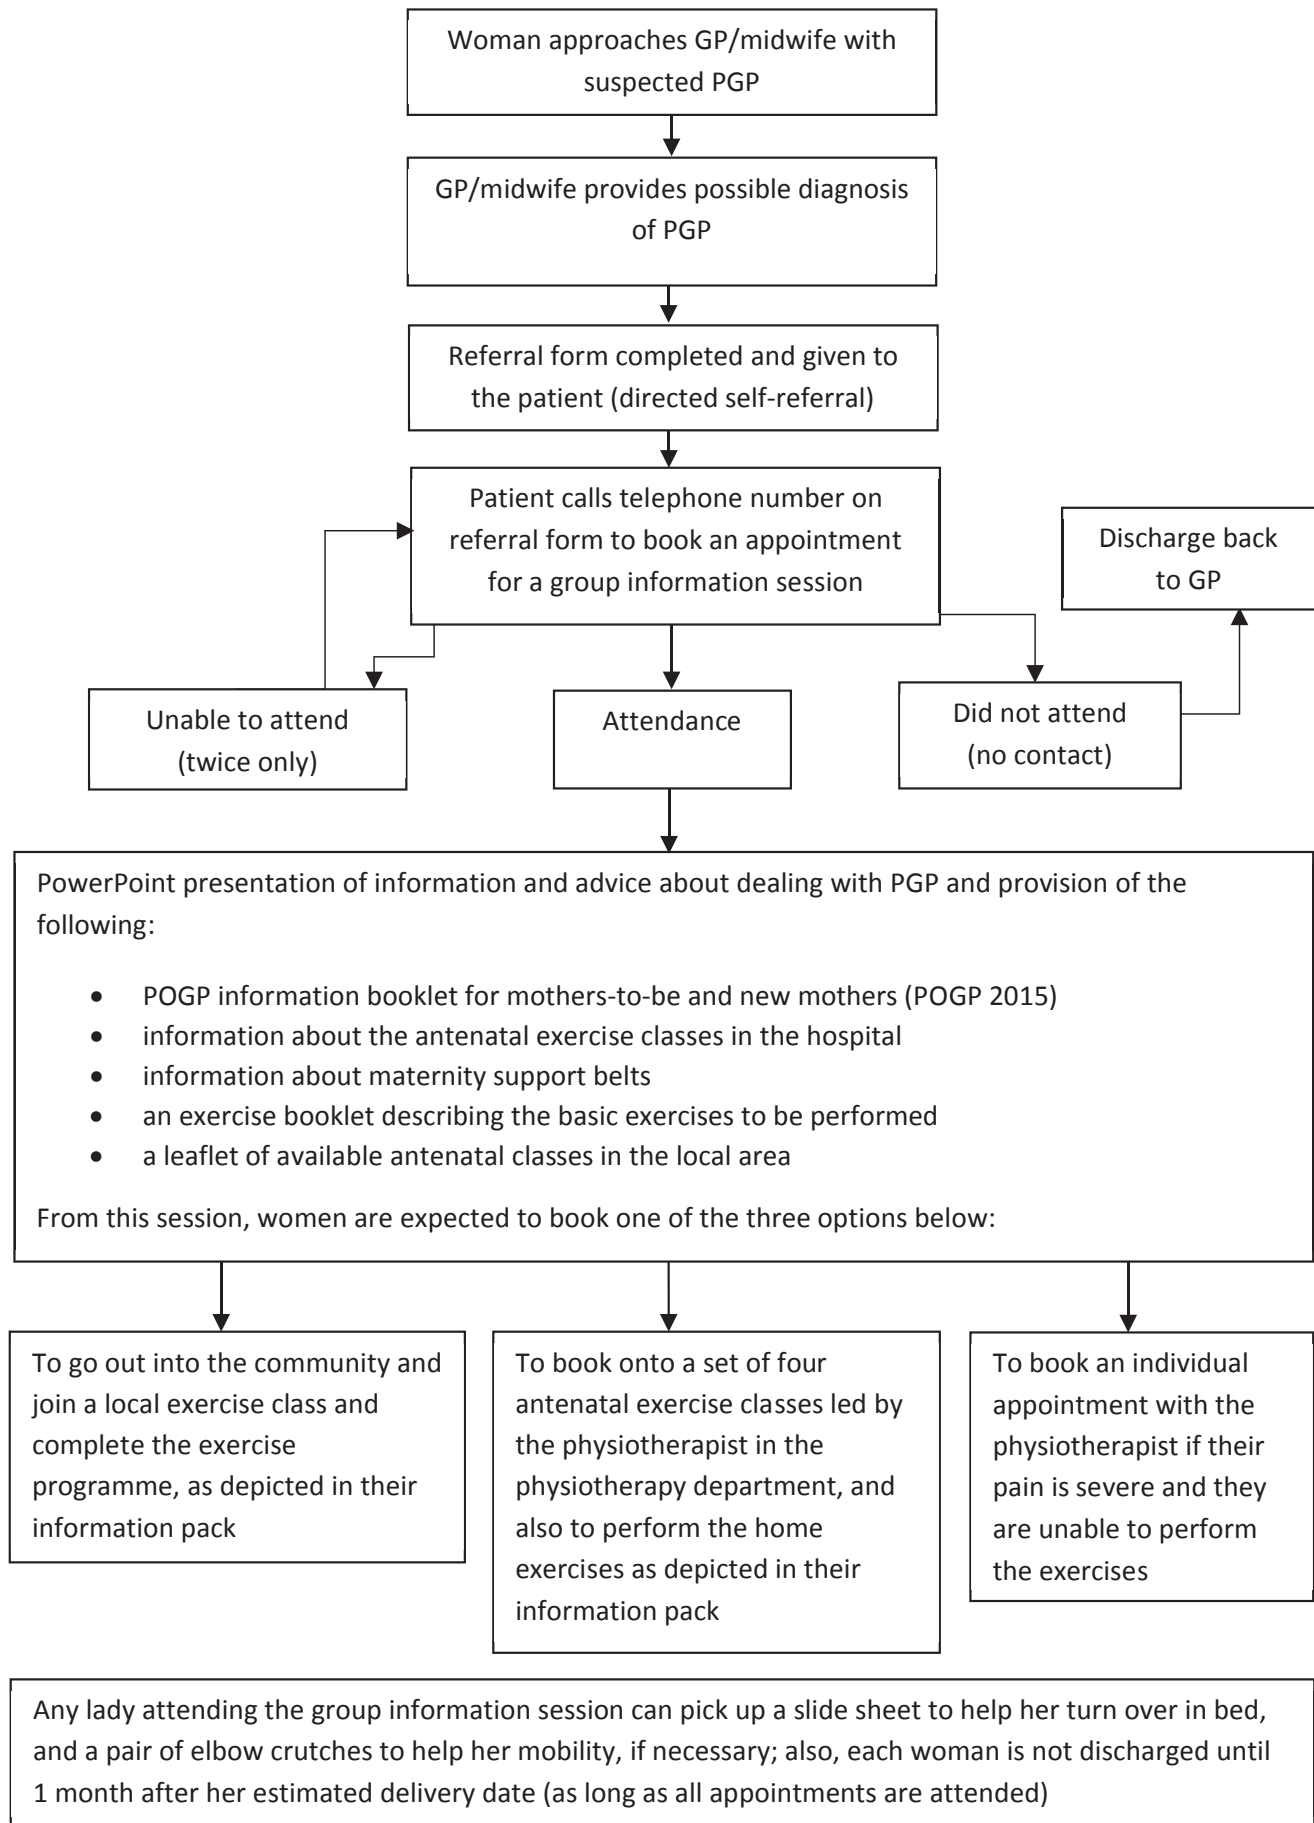 Woman approaches GP/midwife with
suspected PGP
GP/midwife provides possible diagnosis
of PGP
Referral form completed and given to
the patient (directed self-referral)
Patient calls telephone number on
referral form to book an appointment
for a group information session
Discharge back
to GP
Unable to attend
(twice only)
Attendance
Did not attend
(no contact)
PowerPoint presentation of information and advice about dealing with PGP and provision of the
following:
• POGP information booklet for mothers-to-be and new mothers (POGP 2015)
• information about the antenatal exercise classes in the hospital
• information about maternity support belts
• an exercise booklet describing the basic exercises to be performed
• a leaflet of available antenatal classes in the local area
From this session, women are expected to book one of the three options below:
To go out into the community and
join a local exercise class and
complete the exercise
programme, as depicted in their
information pack
To book onto a set of four
antenatal exercise classes led by
the physiotherapist in the
physiotherapy department, and
also to perform the home
exercises as depicted in their
information pack
To book an individual
appointment with the
physiotherapist if their
pain is severe and they
are unable to perform
the exercises
Any lady attending the group information session can pick up a slide sheet to help her turn over in bed,
and a pair of elbow crutches to help her mobility, if necessary; also, each woman is not discharged until
1 month after her estimated delivery date (as long as all appointments are attended)